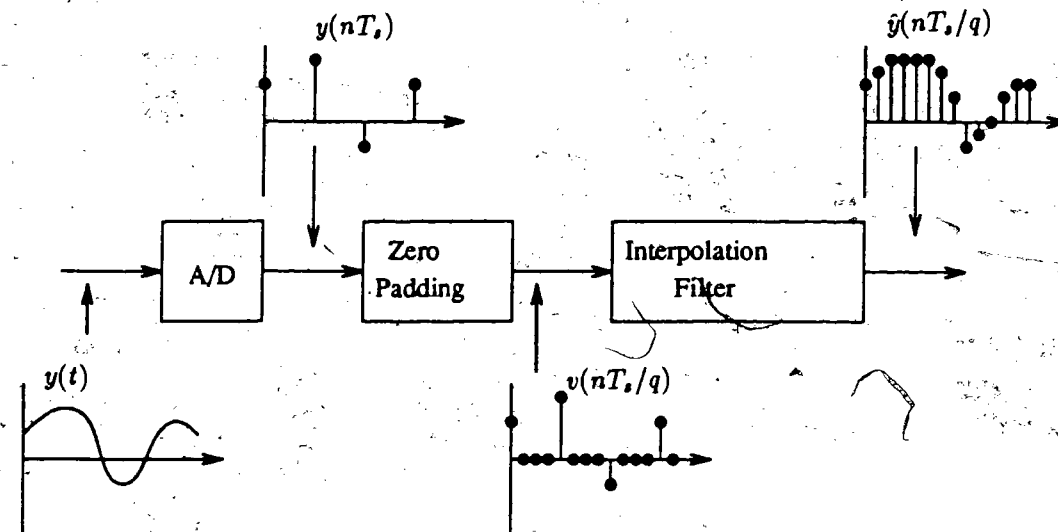 y(nT_s)
ŷ(nT_s/q)
A/D
Zero
Padding
Interpolation
Filter
y(t)
v(nT_s/q)